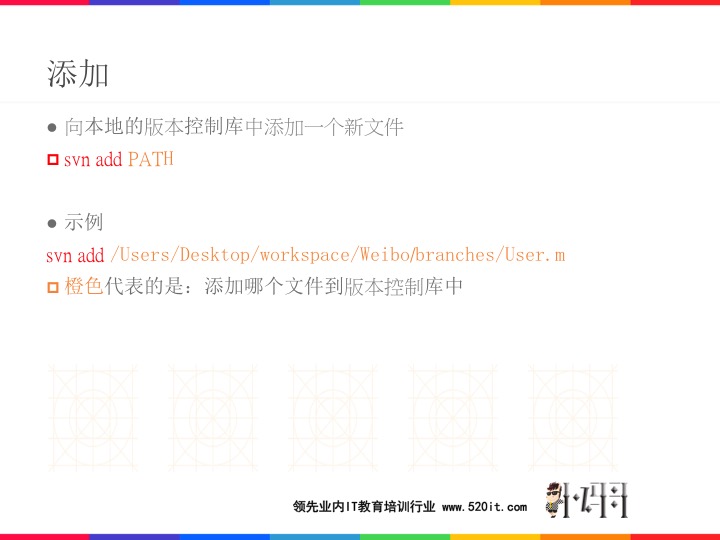 添加
● 向本地的版本控制库中添加一个新文件
svn add PATH
● 示例
svn add /Users/Desktop/workspace/Weibo/branches/User.m
橙色代表的是：添加哪个文件到版本控制库中
领先业内IT教育培训行业 www.520it.com
小码哥